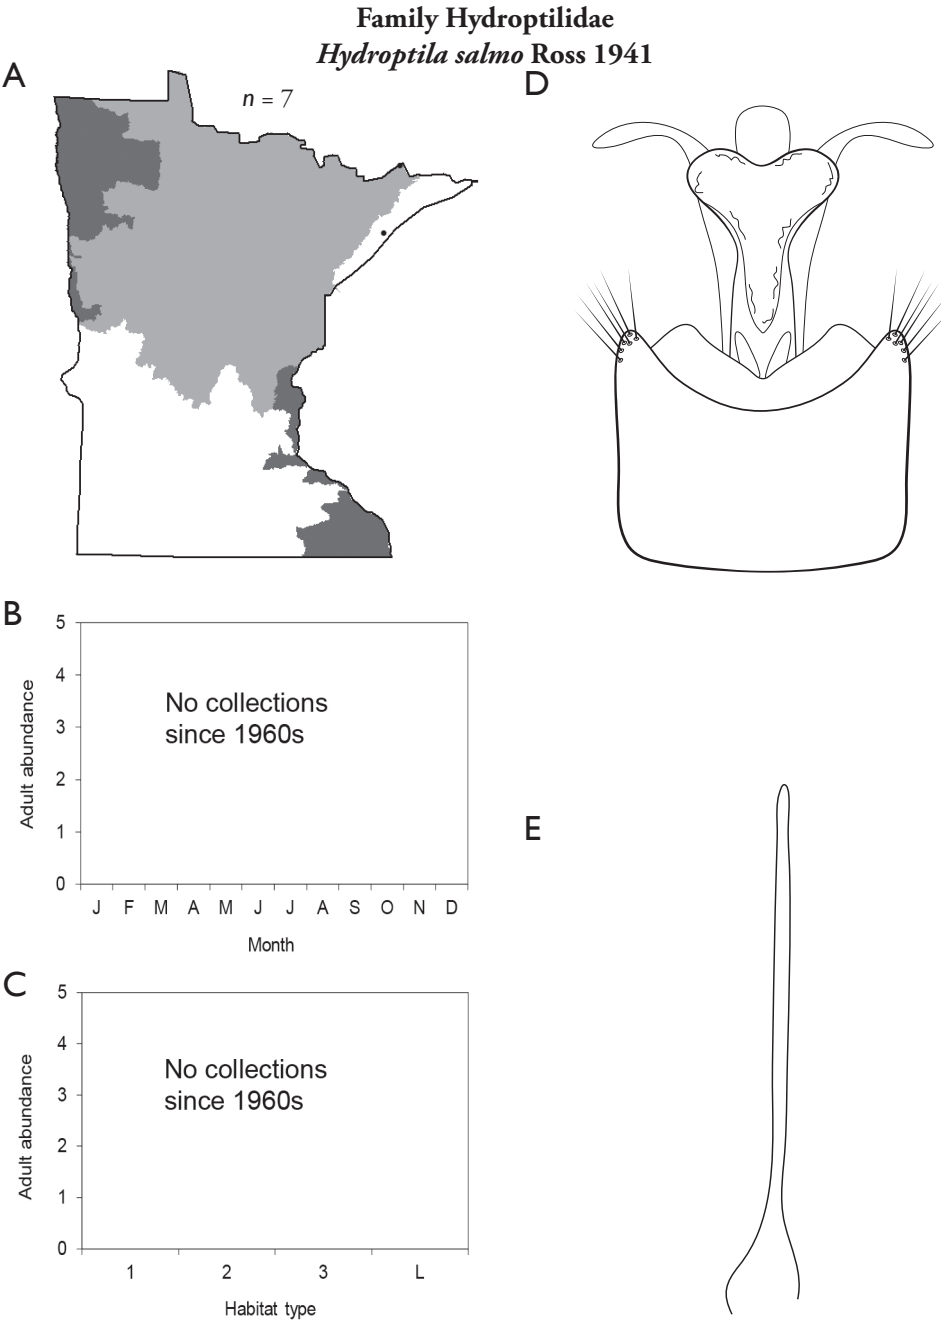 Family Hydroptilidae
Hydroptila salmo Ross 1941
A
n = 7
D
B
5
4
3
2
1
0
Adult abundance
No collections
since 1960s
J F M A M J J A S O N D
Month
C
5
4
3
2
1
0
Adult abundance
No collections
since 1960s
1 2 3 L
Habitat type
E